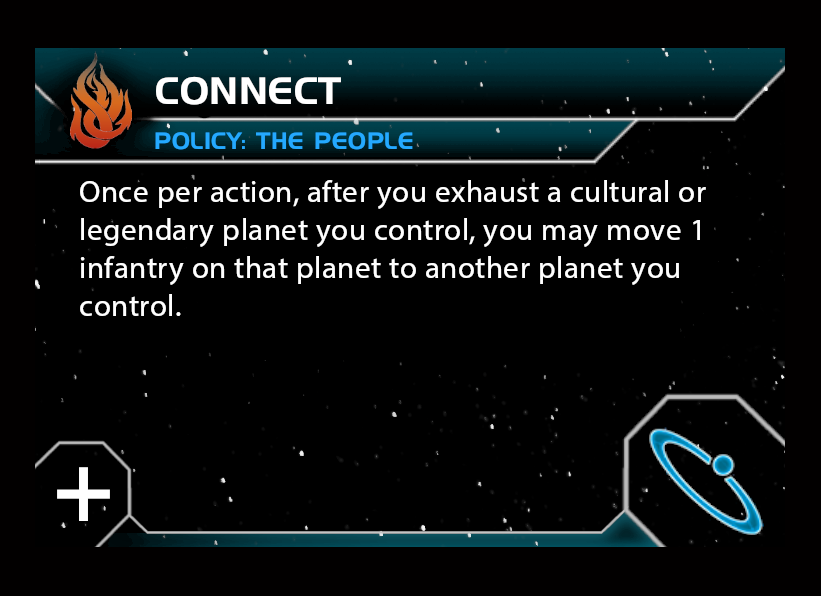 CONNECT
POLICY: THE PEOPLE
Once per action, after you exhaust a cultural or
legendary planet you control, you may move 1
infantry on that planet to another planet you
control.
+